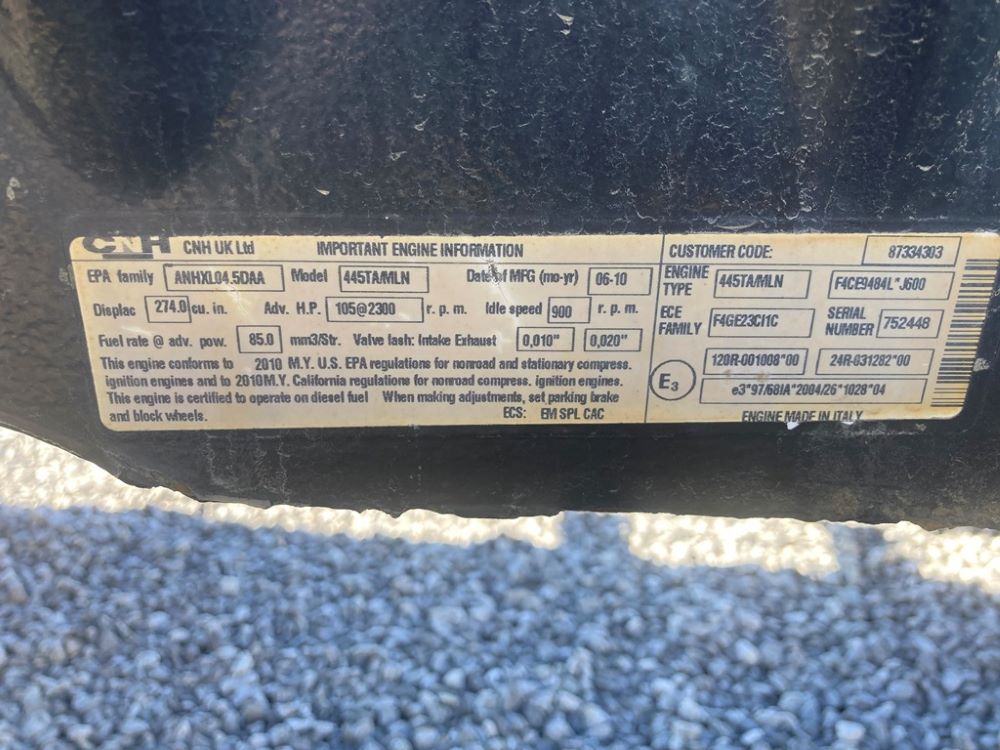 CNH CNH UK Ltd IMPORTANT ENGINE INFORMATION
EPA family ANHXL04.5DAA Model 445TA/MLN Date of MFG (mo-yr) 06-10
Displac 274.0 cu. in. Adv. H.P. 105@2300 r. p. m. Idle speed 900 r. p. m.
Fuel rate @ adv. pow. 85.0 mm3/Str. Valve lash: Intake Exhaust 0,010" 0,020"
This engine conforms to 2010 M.Y. U.S. EPA regulations for nonroad and stationary compress.
ignition engines and to 2010M.Y. California regulations for nonroad compress. ignition engines.
This engine is certified to operate on diesel fuel When making adjustments, set parking brake
and block wheels. ECS: EM SPL CAC
CUSTOMER CODE: 87334303
ENGINE TYPE 445TA/MLN F4CE9484L*J600
ECE FAMILY F4GE23CI1C SERIAL NUMBER 752448
E3 120R-001008*00 24R-031282*00
e3*97/68IA*2004/26*1028*04
ENGINE MADE IN ITALY